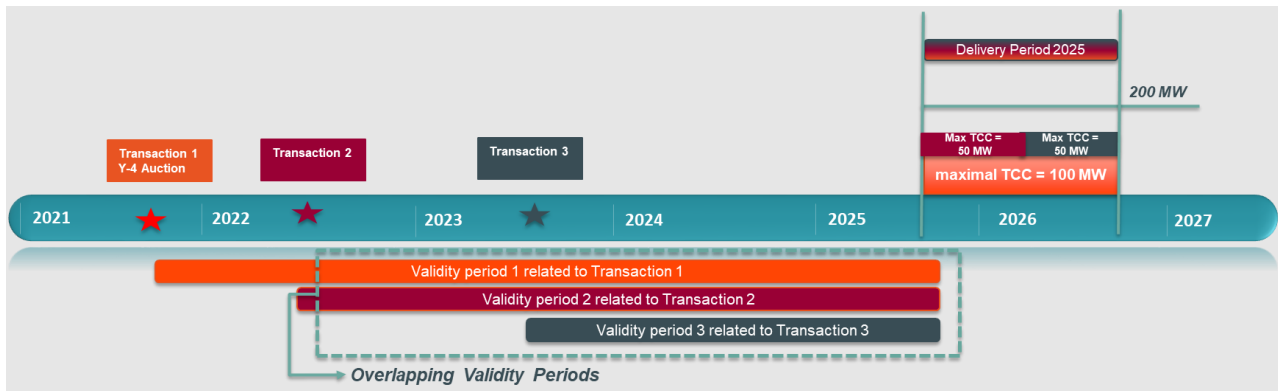 Delivery Period 2025
200 MW
Transaction 1
Y-4 Auction
Transaction 2
Transaction 3
Max TCC =
50 MW
Max TCC =
50 MW
maximal TCC = 100 MW
2021
2022
2023
2024
2025
2026
2027
Validity period 1 related to Transaction 1
Validity period 2 related to Transaction 2
Validity period 3 related to Transaction 3
Overlapping Validity Periods